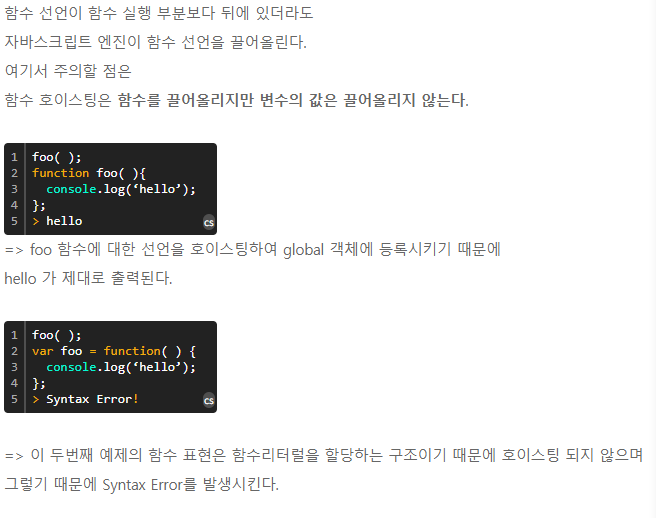 함수 선언이 함수 실행 부분보다 뒤에 있더라도
자바스크립트 엔진이 함수 선언을 끌어올린다.
여기서 주의할 점은
함수 호이스팅은 함수를 끌어올리지만 변수의 값은 끌어올리지 않는다.
1 foo( );
2 function foo( ){
3   console.log(‘hello’);
4 };
5 > hello
cs
=> foo 함수에 대한 선언을 호이스팅하여 global 객체에 등록시키기 때문에
hello 가 제대로 출력된다.
1 foo( );
2 var foo = function( ) {
3   console.log(‘hello’);
4 };
5 > Syntax Error!
cs
=> 이 두번째 예제의 함수 표현은 함수리터럴을 할당하는 구조이기 때문에 호이스팅 되지 않으며
그렇기 때문에 Syntax Error를 발생시킨다.